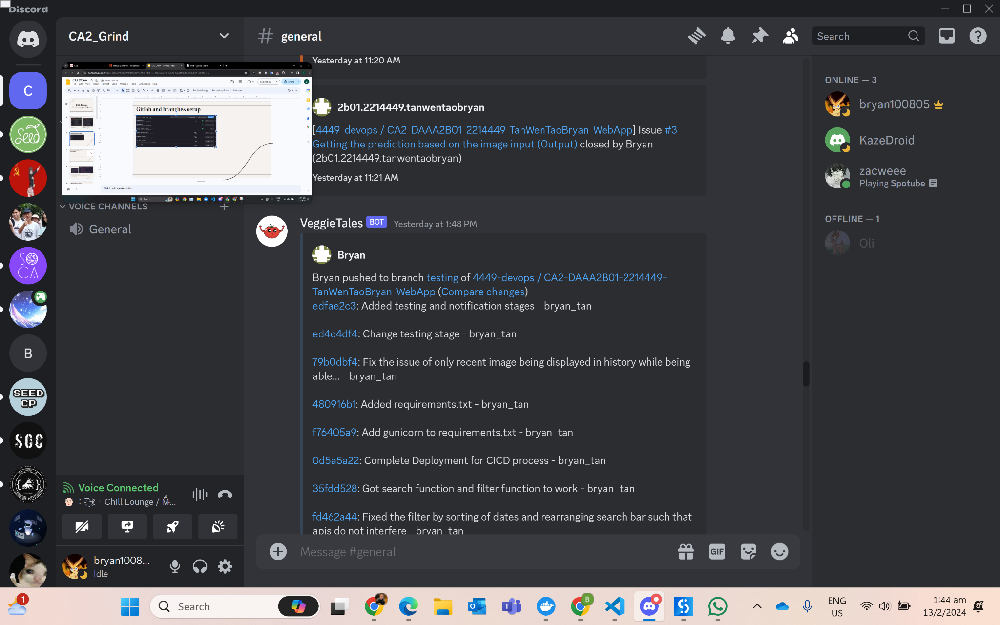 Discord
CA2_Grind
general
Search
Yesterday at 11:20 AM
2b01.2214449.tanwentaobryan
[4449-devops / CA2-DAAA2B01-2214449-TanWenTaoBryan-WebApp] Issue #3
Getting the prediction based on the image input (Output) closed by Bryan
(2b01.2214449.tanwentaobryan)
Yesterday at 11:21 AM
Gitlab and branches setup
Click to add speaker notes
VOICE CHANNELS
General
VeggieTales BOT Yesterday at 1:48 PM
Bryan
Bryan pushed to branch testing of 4449-devops / CA2-DAAA2B01-2214449-
TanWenTaoBryan-WebApp (Compare changes)
edfae2c3: Added testing and notification stages - bryan_tan
ed4c4df4: Change testing stage - bryan_tan
79b0dbf4: Fix the issue of only recent image being displayed in history while being
able... - bryan_tan
480916b1: Added requirements.txt - bryan_tan
f76405a9: Add gunicorn to requirements.txt - bryan_tan
0d5a5a22: Complete Deployment for CICD process - bryan_tan
35fdd528: Got search function and filter function to work - bryan_tan
fd462a44: Fixed the filter by sorting of dates and rearranging search bar such that
apis do not interfere - bryan_tan
Message #general
GIF
ONLINE — 3
bryan100805
KazeDroid
zacweee
Playing Spotube
OFFLINE — 1
Oli
C
Seed
SOCA
B
SEED
CP
SOC
Voice Connected
Chill Lounge /
bryan1008...
Idle
1
Search
ENG
US
1:44 am
13/2/2024